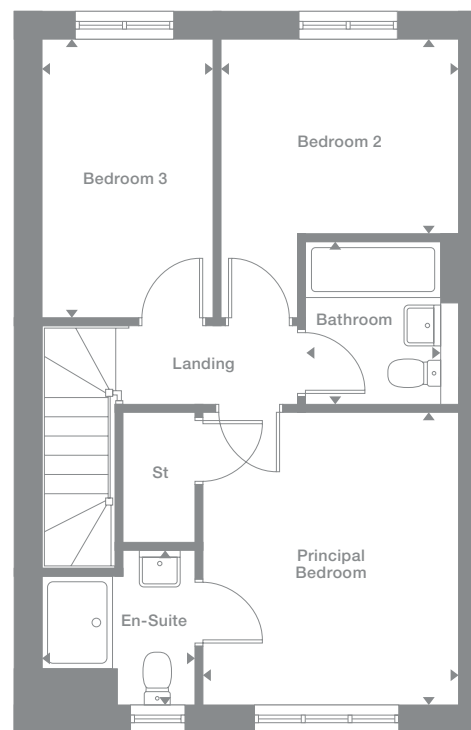 Bedroom 2
Bedroom 3
Bathroom
Landing
St
Principal
Bedroom
En-Suite